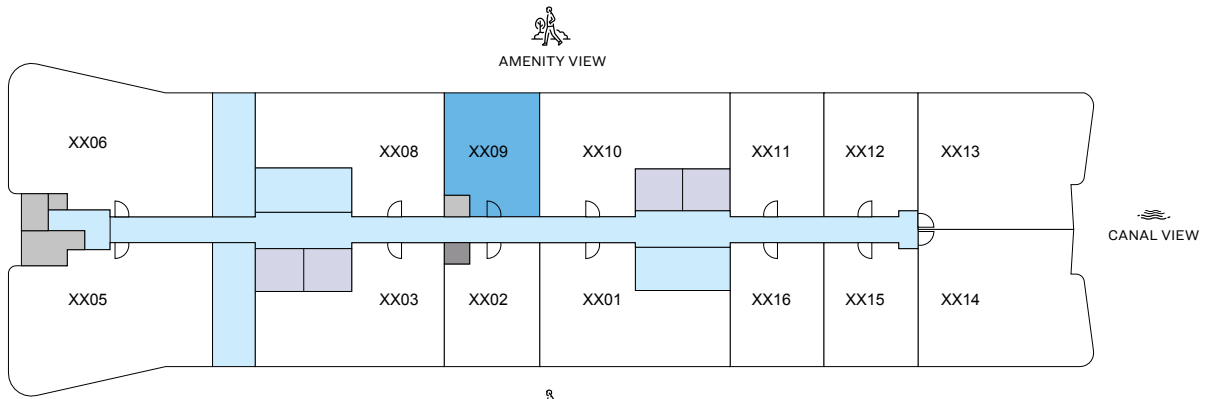 AMENITY VIEW
XX06
XX08
XX09
XX10
XX11
XX12
XX13
CANAL VIEW
XX05
XX03
XX02
XX01
XX16
XX15
XX14